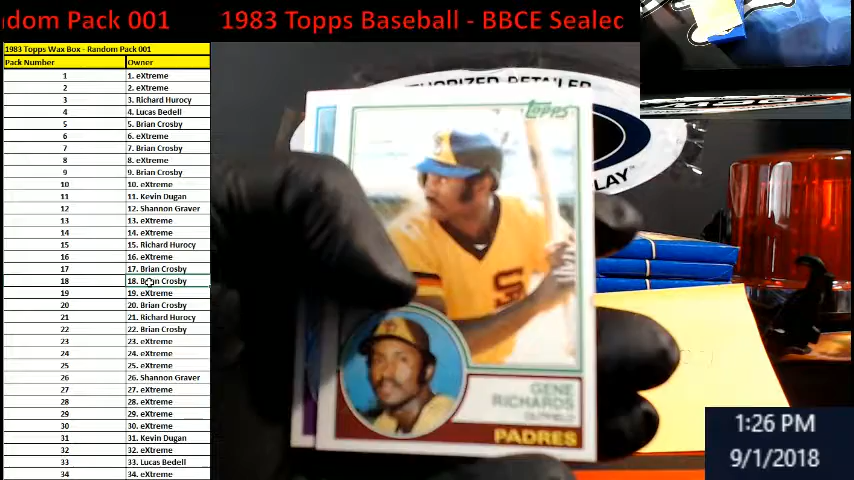 dom Pack 001
1983 Topps Baseball - BBCE Sealec
1983 Topps Wax Box - Random Pack 001
Pack Number Owner
1 1. eXtreme
2 2. eXtreme
3 3. Richard Hurocy
4 4. Lucas Bedell
5 5. Brian Crosby
6 6. eXtreme
7 7. Brian Crosby
8 8. eXtreme
9 9. Brian Crosby
10 10. eXtreme
11 11. Kevin Dugan
12 12. Shannon Graver
13 13. eXtreme
14 14. eXtreme
15 15. Richard Hurocy
16 16. eXtreme
17 17. Brian Crosby
18 18. Brian Crosby
19 19. eXtreme
20 20. Brian Crosby
21 21. Richard Hurocy
22 22. Brian Crosby
23 23. eXtreme
24 24. eXtreme
25 25. eXtreme
26 26. Shannon Graver
27 27. eXtreme
28 28. eXtreme
29 29. eXtreme
30 30. eXtreme
31 31. Kevin Dugan
32 32. eXtreme
33 33. Lucas Bedell
34 34. eXtreme
HORIZED RETAILER
LAY
Topps
S
GENE
RICHARDS
OUTFIELD
PADRES
1:26 PM
9/1/2018